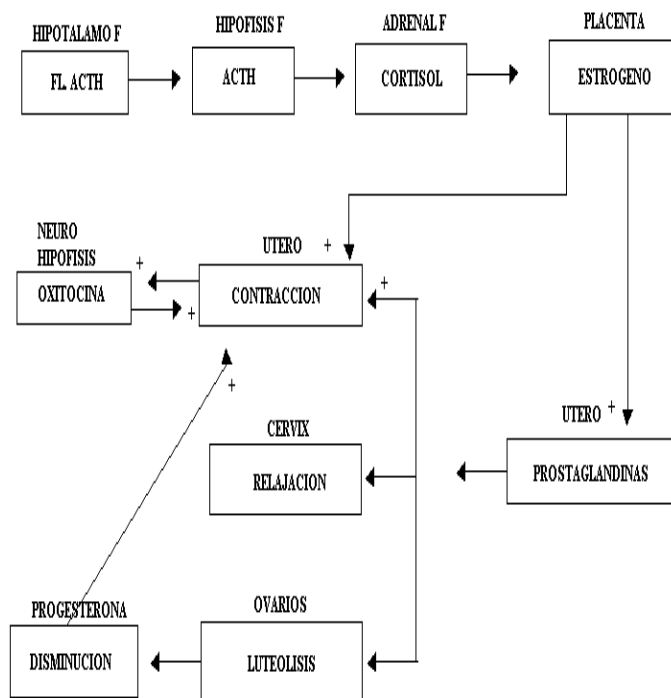 HIPOTALAMO F
FL. ACTH
HIPOFISIS F
ACTH
ADRENAL F
CORTISOL
PLACENTA
ESTROGENO
NEURO
HIPOFISIS
+
OXITOCINA
+
UTERO +
CONTRACCION
+
+
CERVIX
RELAJACION
UTERO +
PROSTAGLANDINAS
OVARIOS
LUTEOLISIS
PROGESTERONA
DISMINUCION